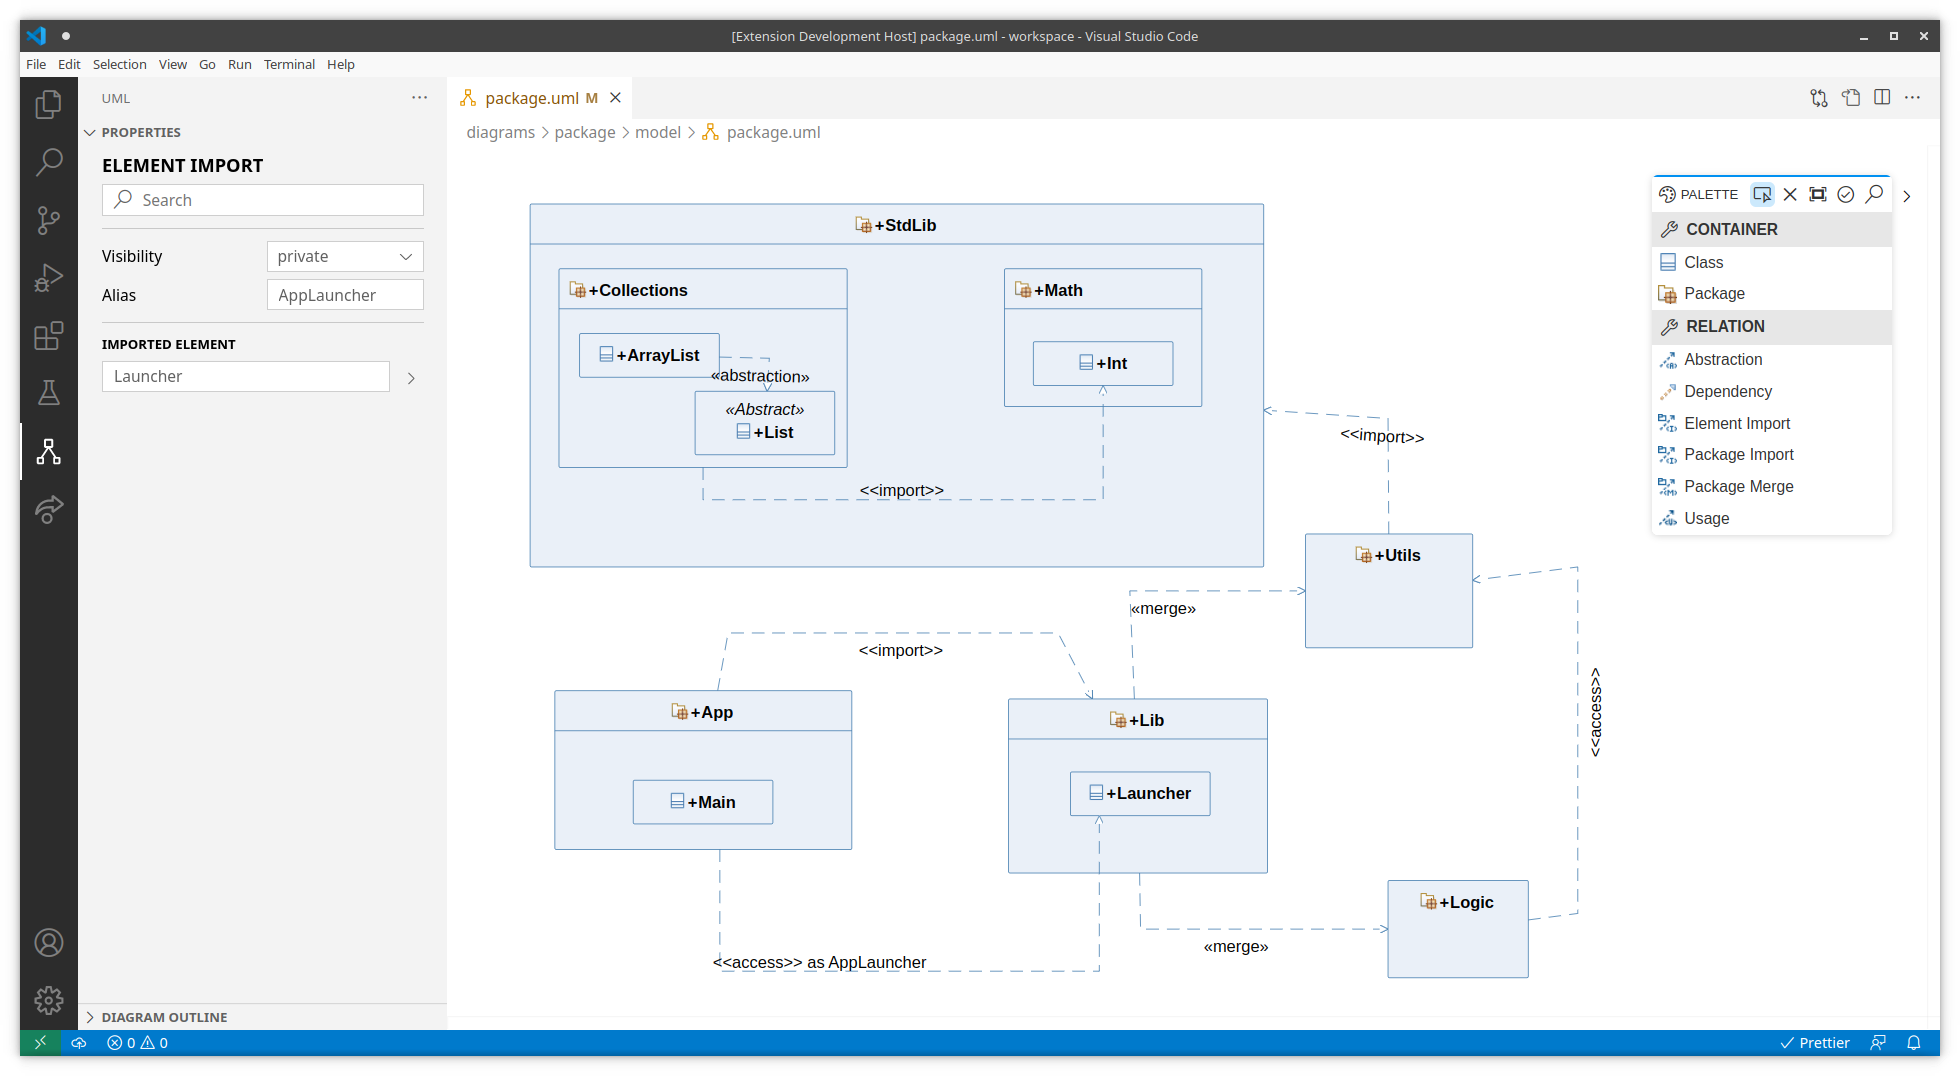 [Extension Development Host] package.uml - workspace - Visual Studio Code
File Edit Selection View Go Run Terminal Help
UML
PROPERTIES
ELEMENT IMPORT
Search
Visibility private
Alias AppLauncher
IMPORTED ELEMENT
Launcher
DIAGRAM OUTLINE
package.uml M
diagrams package model package.uml
+StdLib
+Collections
+ArrayList
«abstraction»
«Abstract»
+List
+Math
+Int
<<import>>
<<import>>
+Utils
«merge»
<<import>>
+App
+Main
+Lib
+Launcher
<<access>>
+Logic
«merge»
<<access>> as AppLauncher
PALETTE
CONTAINER
Class
Package
RELATION
Abstraction
Dependency
Element Import
Package Import
Package Merge
Usage
0 0
Prettier